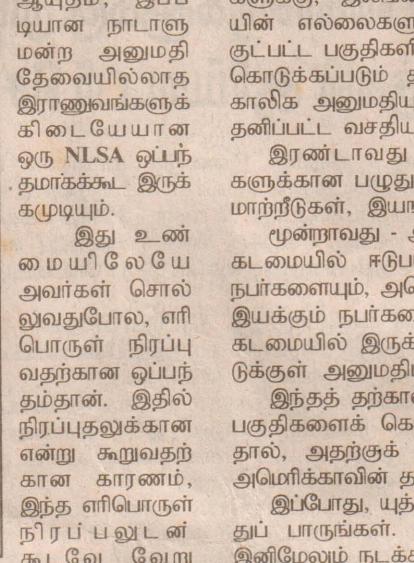 டியான நாடாளு
மன்ற அனுமதி
தேவையில்லாத
இராணுவங்களுக்
கிடையேயான
ஒரு NLSA ஒப்பந்
தமாகக்கூட இருக்
கமுடியும்.
இது உண்
மையிலேயே
அவர்கள் சொல்
லுவதுபோல, எரி
பொருள் நிரப்பு
வதற்கான ஒப்பந்
தம்தான். இதில்
நிரப்புதலுக்கான
என்று கூறுவதற்
கான காரணம்,
இந்த எரிபொருள்
நிரப்பலுடன்
கூடவே வேறு
யின் எல்லைகளு
குட்பட்ட பகுதிகளி
கொடுக்கப்படும்
காலிக அனுமதிய
தனிப்பட்ட வசதிய
இரண்டாவது
களுக்கான பழுது
மாற்றீடுகள், இய
மூன்றாவது -
கடமையில் ஈடுப
நபர்களையும், அ
இயக்கும் நபர்க
கடமையில் இருக்
டுக்குள் அனுமதி
இந்தத் தற்கா
பகுதிகளைக் கொ
தால், அதற்குக்
அமெரிக்காவின் த
இப்போது, யுத்
துப் பாருங்கள்.
இனிமேலும் நடக்க